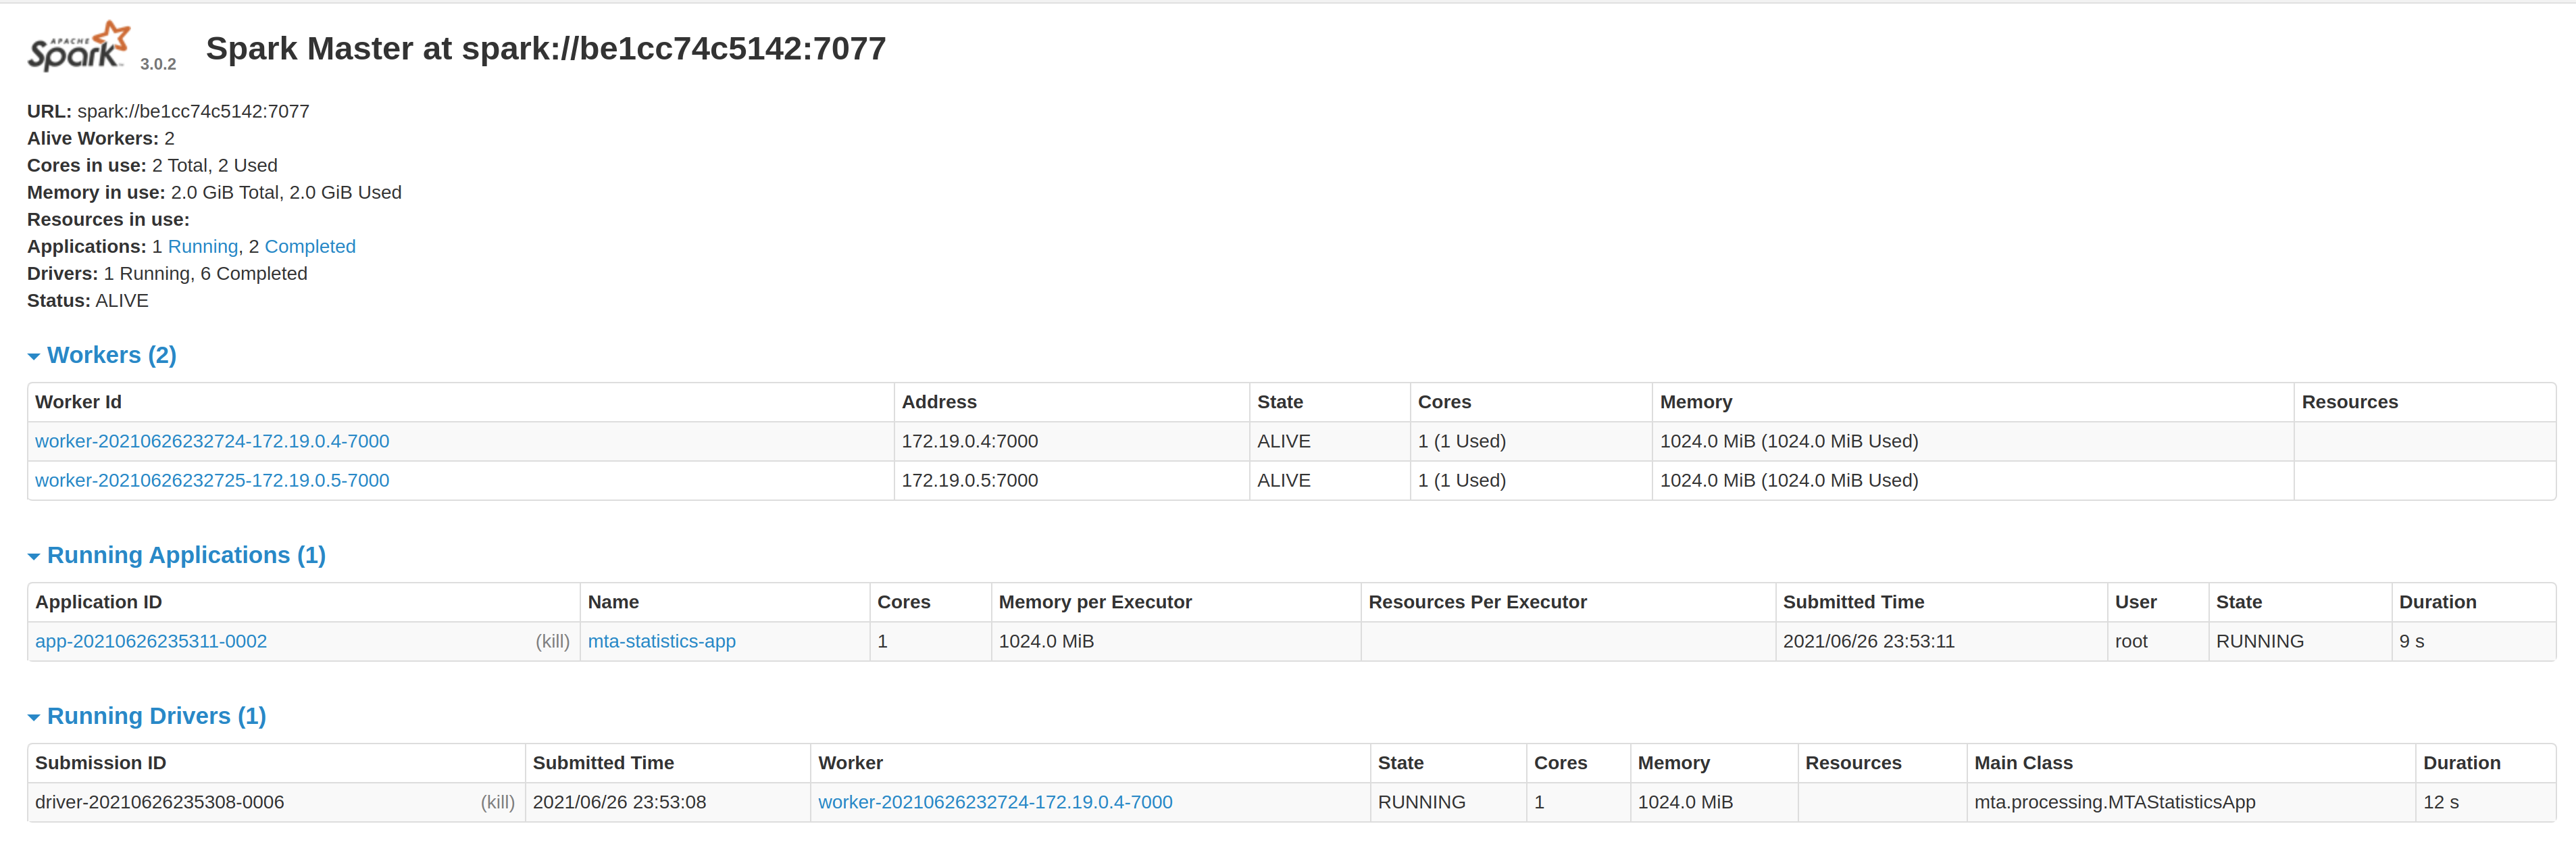 APACHE
Spark 3.0.2 Spark Master at spark://be1cc74c5142:7077
URL: spark://be1cc74c5142:7077
Alive Workers: 2
Cores in use: 2 Total, 2 Used
Memory in use: 2.0 GiB Total, 2.0 GiB Used
Resources in use:
Applications: 1 Running, 2 Completed
Drivers: 1 Running, 6 Completed
Status: ALIVE
Workers (2)
Worker Id Address State Cores Memory Resources
worker-20210626232724-172.19.0.4-7000 172.19.0.4:7000 ALIVE 1 (1 Used) 1024.0 MiB (1024.0 MiB Used)
worker-20210626232725-172.19.0.5-7000 172.19.0.5:7000 ALIVE 1 (1 Used) 1024.0 MiB (1024.0 MiB Used)
Running Applications (1)
Application ID Name Cores Memory per Executor Resources Per Executor Submitted Time User State Duration
app-20210626235311-0002 (kill) mta-statistics-app 1 1024.0 MiB 2021/06/26 23:53:11 root RUNNING 9 s
Running Drivers (1)
Submission ID Submitted Time Worker State Cores Memory Resources Main Class Duration
driver-20210626235308-0006 (kill) 2021/06/26 23:53:08 worker-20210626232724-172.19.0.4-7000 RUNNING 1 1024.0 MiB mta.processing.MTAStatisticsApp 12 s